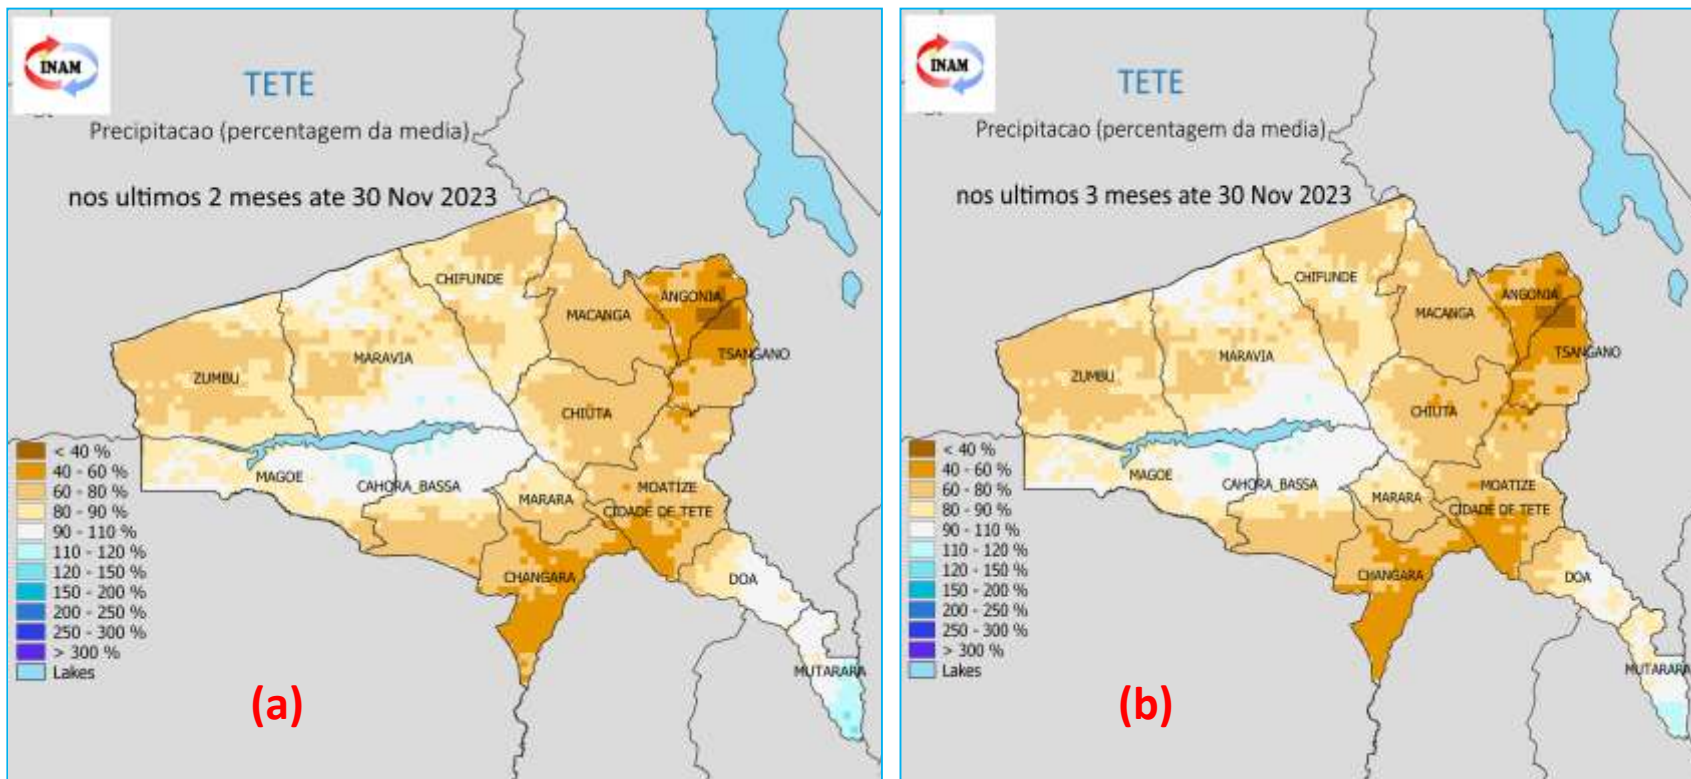 INAM
TETE
Precipitacao (percentagem da media)
nos ultimos 2 meses ate 30 Nov 2023
CHIFUNDE
ANGONIA
MACANGA
TSANGANO
MARAVIA
ZUMBU
CHIUTA
MAGOE
CAHORA_BASSA
MOATIZE
MARARA
CIDADE DE TETE
CHANGARA
DOA
MUTARARA
< 40 %
40 - 60 %
60 - 80 %
80 - 90 %
90 - 110 %
110 - 120 %
120 - 150 %
150 - 200 %
200 - 250 %
250 - 300 %
> 300 %
Lakes
(a)
INAM
TETE
Precipitacao (percentagem da media)
nos ultimos 3 meses ate 30 Nov 2023
CHIFUNDE
ANGONIA
MACANGA
TSANGANO
MARAVIA
ZUMBU
CHIUTA
MAGOE
CAHORA_BASSA
MOATIZE
MARARA
CIDADE DE TETE
CHANGARA
DOA
MUTARARA
< 40 %
40 - 60 %
60 - 80 %
80 - 90 %
90 - 110 %
110 - 120 %
120 - 150 %
150 - 200 %
200 - 250 %
250 - 300 %
> 300 %
Lakes
(b)